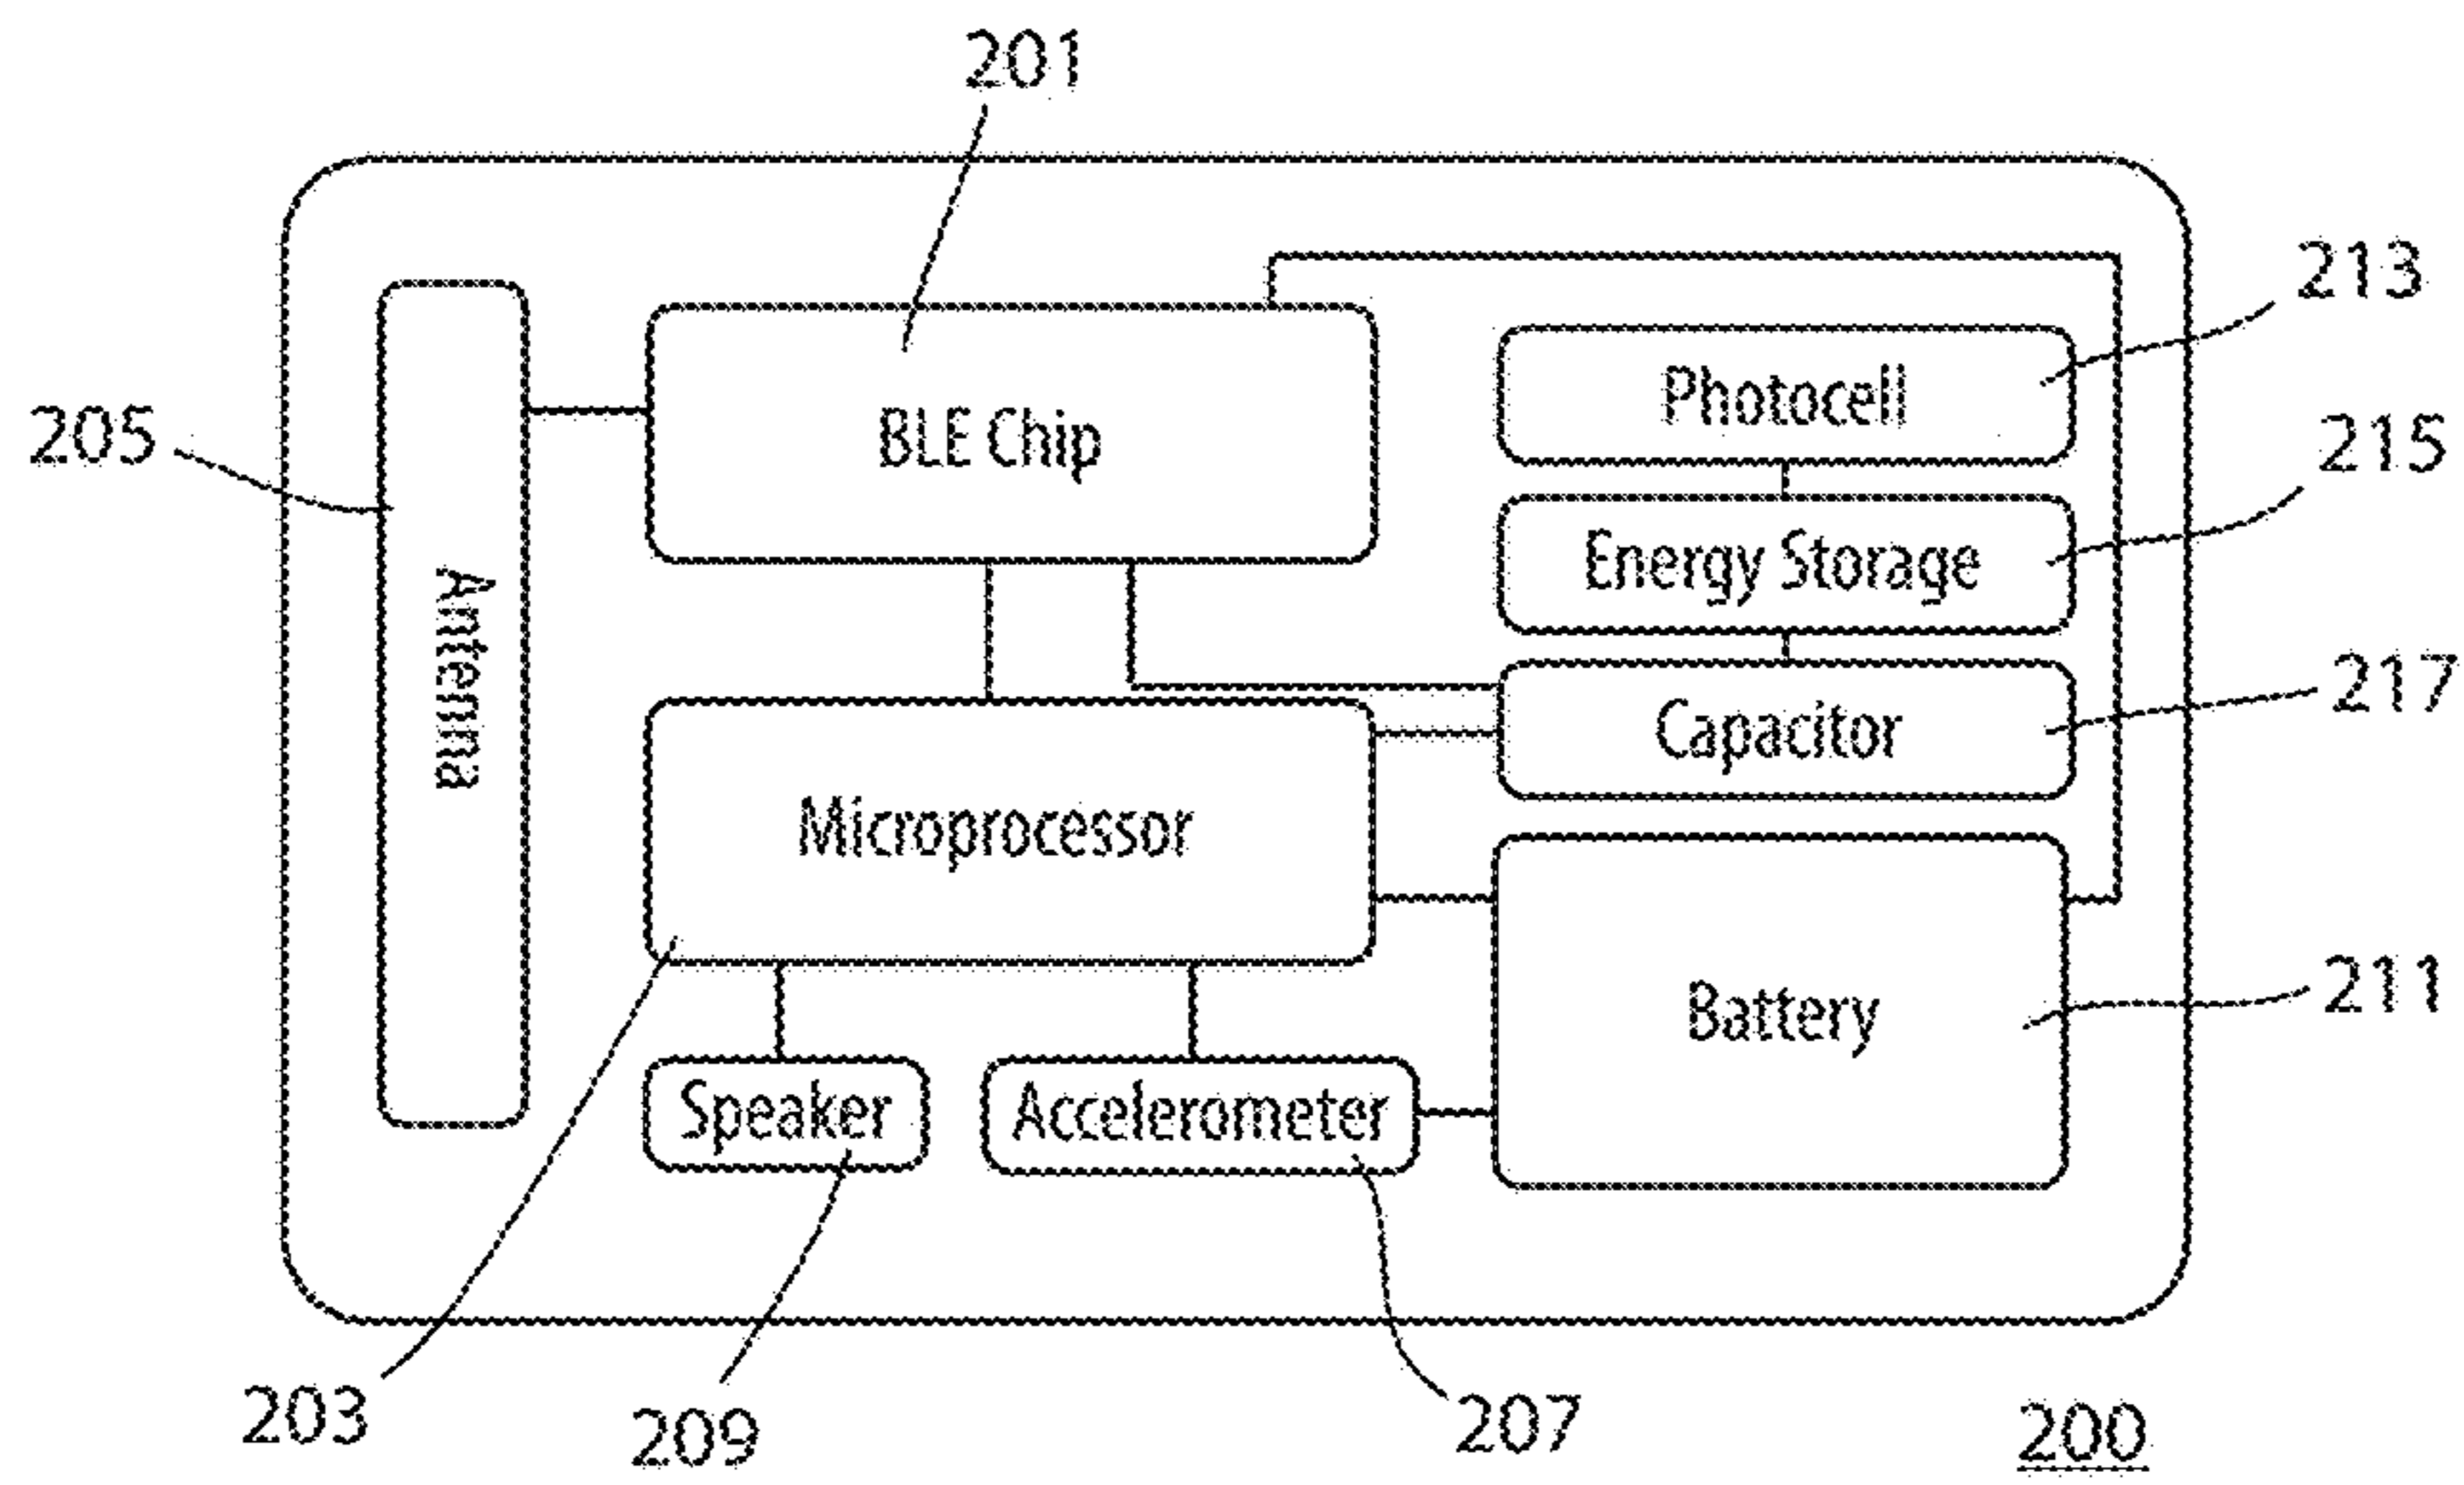 201
213
Photocell
205
BLE Chip
215
Energy Storage
Antenna
217
Capacitor
Microprocessor
211
Battery
Speaker
Accelerometer
203
209
207
200